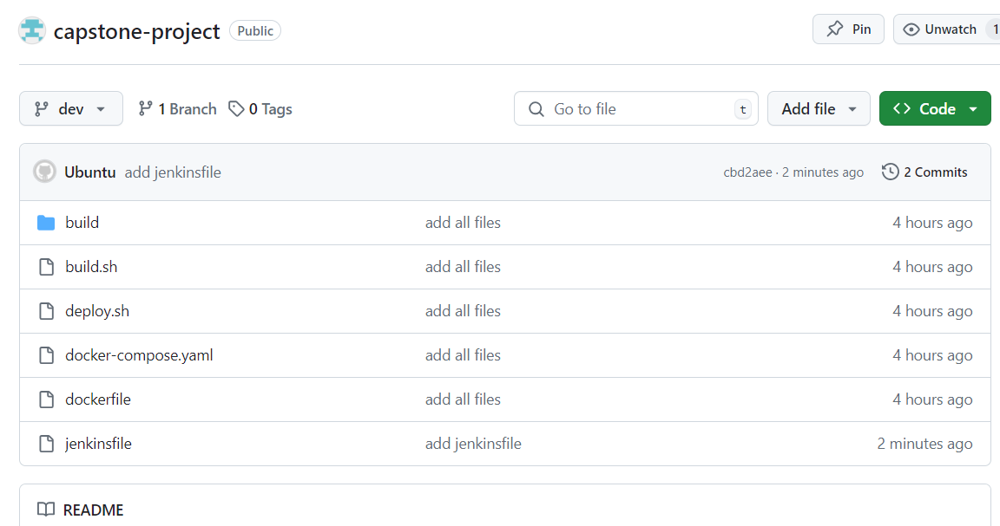 capstone-project Public Pin Unwatch 1
dev 1 Branch 0 Tags Go to file t Add file Code
Ubuntu add jenkinsfile cbd2aee · 2 minutes ago 2 Commits
build add all files 4 hours ago
build.sh add all files 4 hours ago
deploy.sh add all files 4 hours ago
docker-compose.yaml add all files 4 hours ago
dockerfile add all files 4 hours ago
jenkinsfile add jenkinsfile 2 minutes ago
README